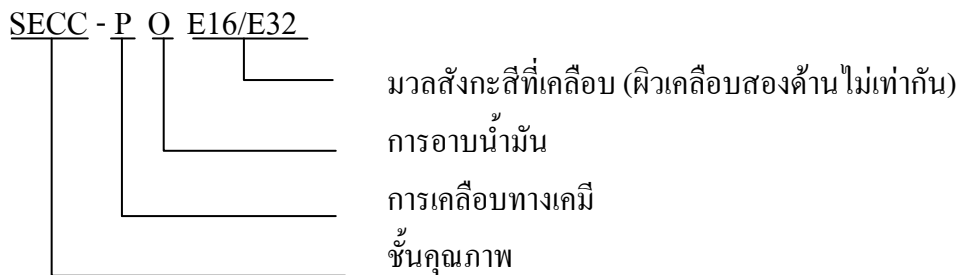 SECC - P O E16/E32
มวลสังกะสีที่เคลือบ (ผิวเคลือบสองด้านไม่เท่ากัน)
การอาบน้ำมัน
การเคลือบทางเคมี
ชั้นคุณภาพ